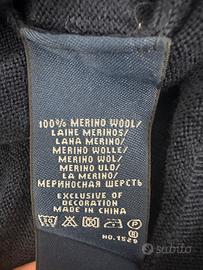 100% MERINO WOOL/
LAINE MERINOS/
LANA MERINO/
MERINO WOLLE/
MERINO WOL/
MERINO ULD/
LA MERINO/
МЕРИНОСНАЯ ШЕРСТЬ
EXCLUSIVE OF
DECORATION
MADE IN CHINA
NO.1529
subito